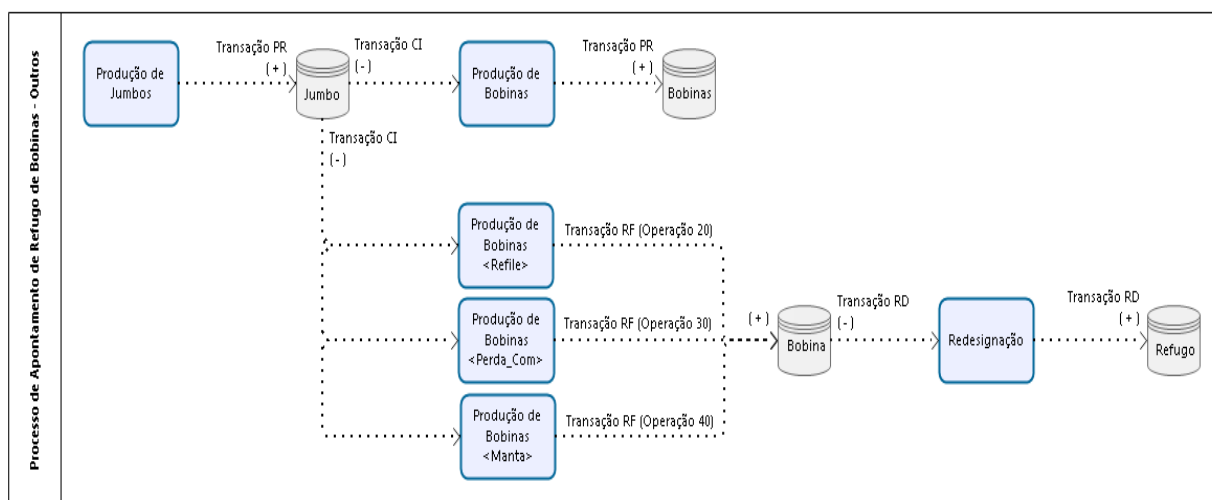 Processo de Apontamento de Refugo de Bobinas - Outros
Produção de
Jumbos
Transação PR
( + )
Jumbo
Transação CI
( - )
Produção de
Bobinas
Transação PR
( + )
Bobinas
Transação CI
( - )
Produção de
Bobinas
<Refile>
Transação RF (Operação 20)
Produção de
Bobinas
<Perda_Com>
Transação RF (Operação 30)
Produção de
Bobinas
<Manta>
Transação RF (Operação 40)
( + )
Bobina
Transação RD
( - )
Redesignação
Transação RD
( + )
Refugo